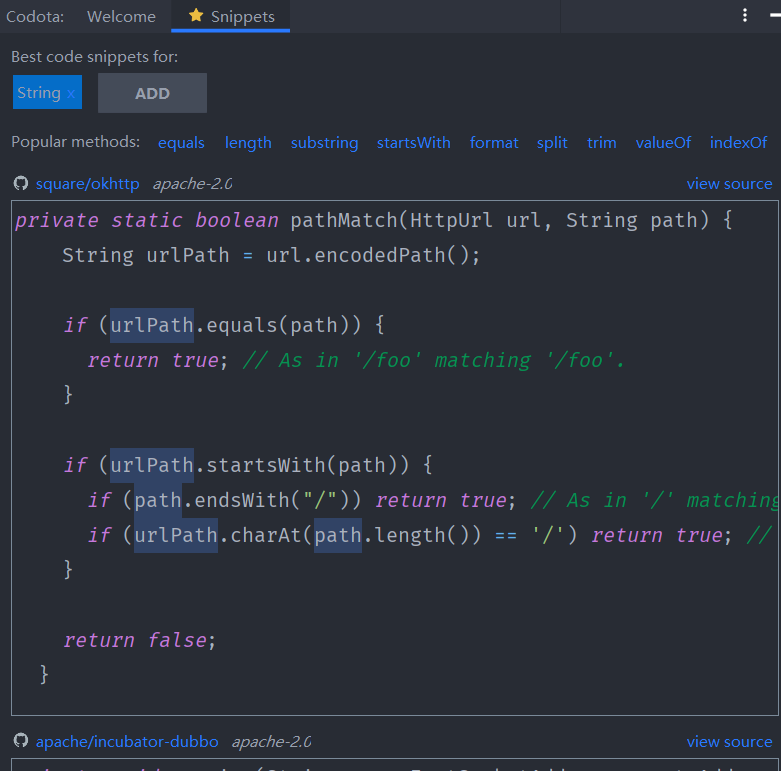 Codota: Welcome Snippets
Best code snippets for:
String x ADD
Popular methods: equals length substring startsWith format split trim valueOf indexOf
square/okhttp apache-2.0 view source
private static boolean pathMatch(HttpUrl url, String path) {
String urlPath = url.encodedPath();
if (urlPath.equals(path)) {
return true; // As in '/foo' matching '/foo'.
}
if (urlPath.startsWith(path)) {
if (path.endsWith("/")) return true; // As in '/' matching
if (urlPath.charAt(path.length()) == '/') return true; //
}
return false;
}
apache/incubator-dubbo apache-2.0 view source